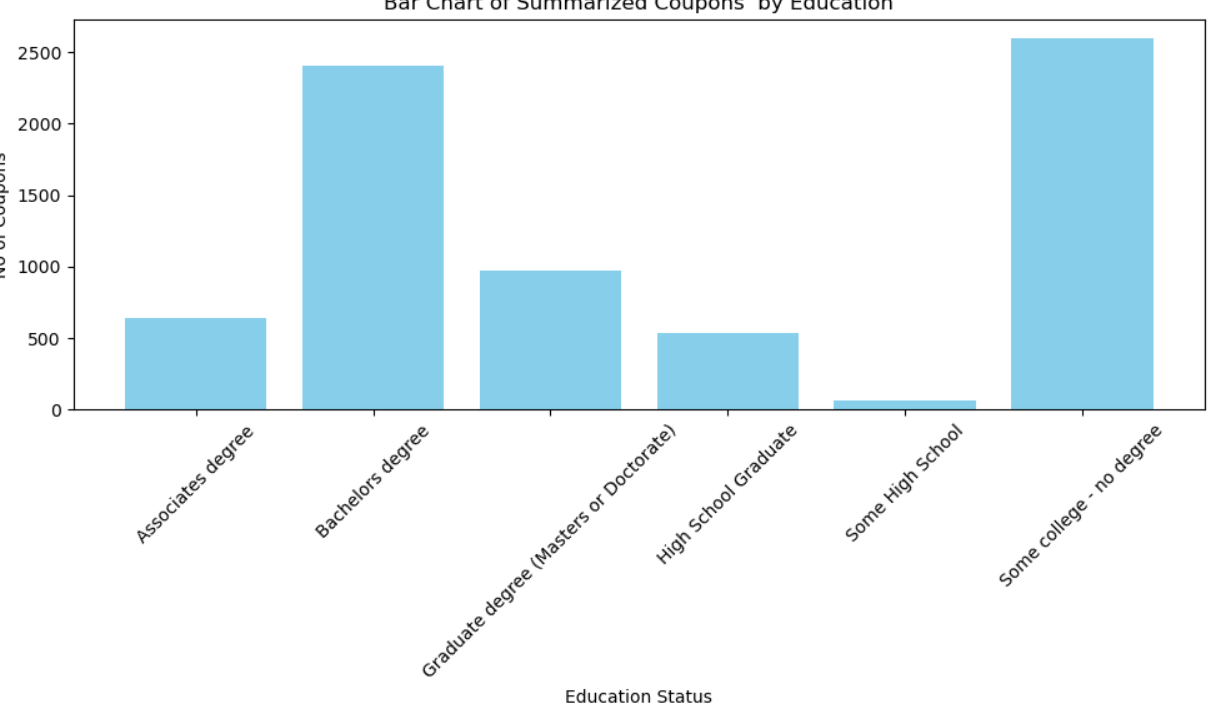 Bar Chart of Summarized Coupons  by Education
No of Coupons
2500
2000
1500
1000
500
0
Associates degree
Bachelors degree
Graduate degree (Masters or Doctorate)
High School Graduate
Some High School
Some college - no degree
Education Status